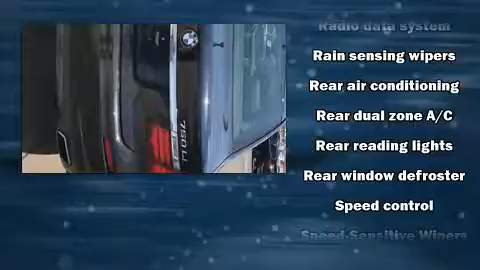 Radio data system
Rain sensing wipers
Rear air conditioning
Rear dual zone A/C
Rear reading lights
Rear window defroster
Speed control
Speed-Sensitive Wipers
750Li